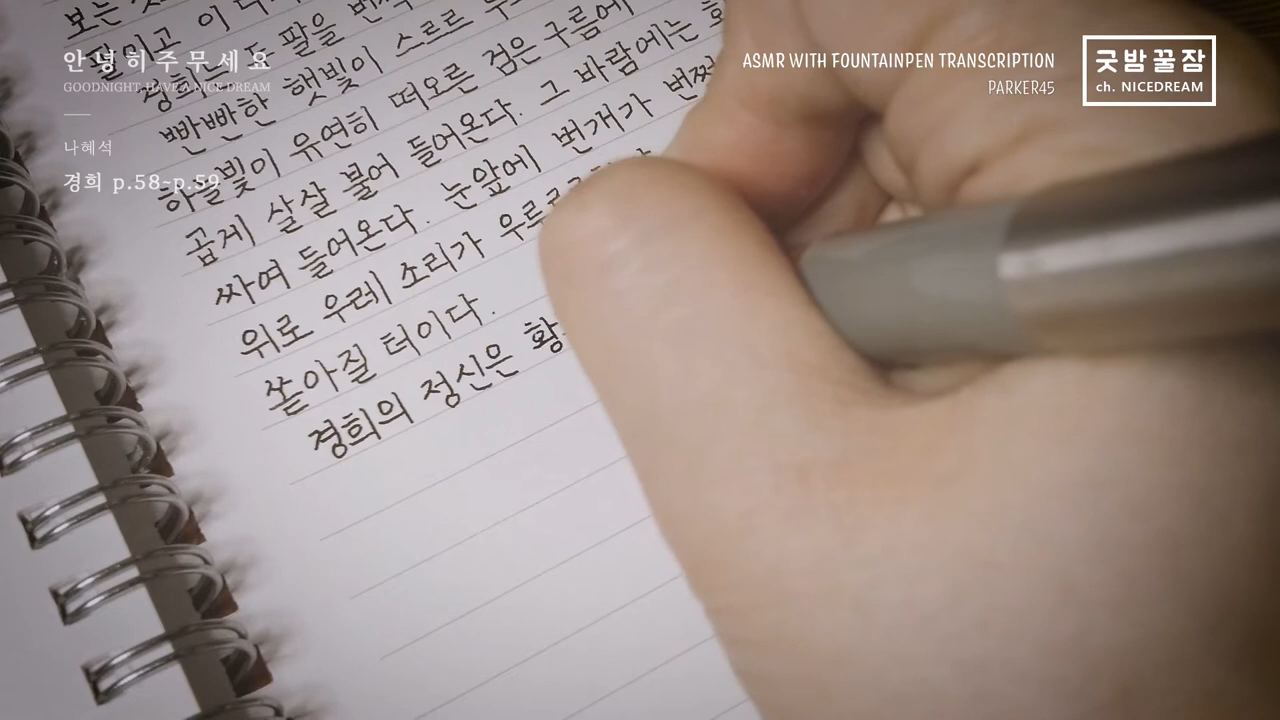 안녕히주무세요
GOODNIGHT, HAVE A NICE DREAM
나혜석
경희 p.58~p.59
ASMR WITH FOUNTAINPEN TRANSCRIPTION
PARKER45
굿밤꿀잠
ch. NICEDREAM
보는
팔을
빤빤한 햇빛이 스르르
하늘빛이 유연히 떠오른 검은 구름에
곱게 살살 불어 들어온다. 그 바람에는
싸여 들어온다. 눈앞에 번개가 번쩍
위로 우레 소리가
쏟아질 터이다.
경희의 정신은 황